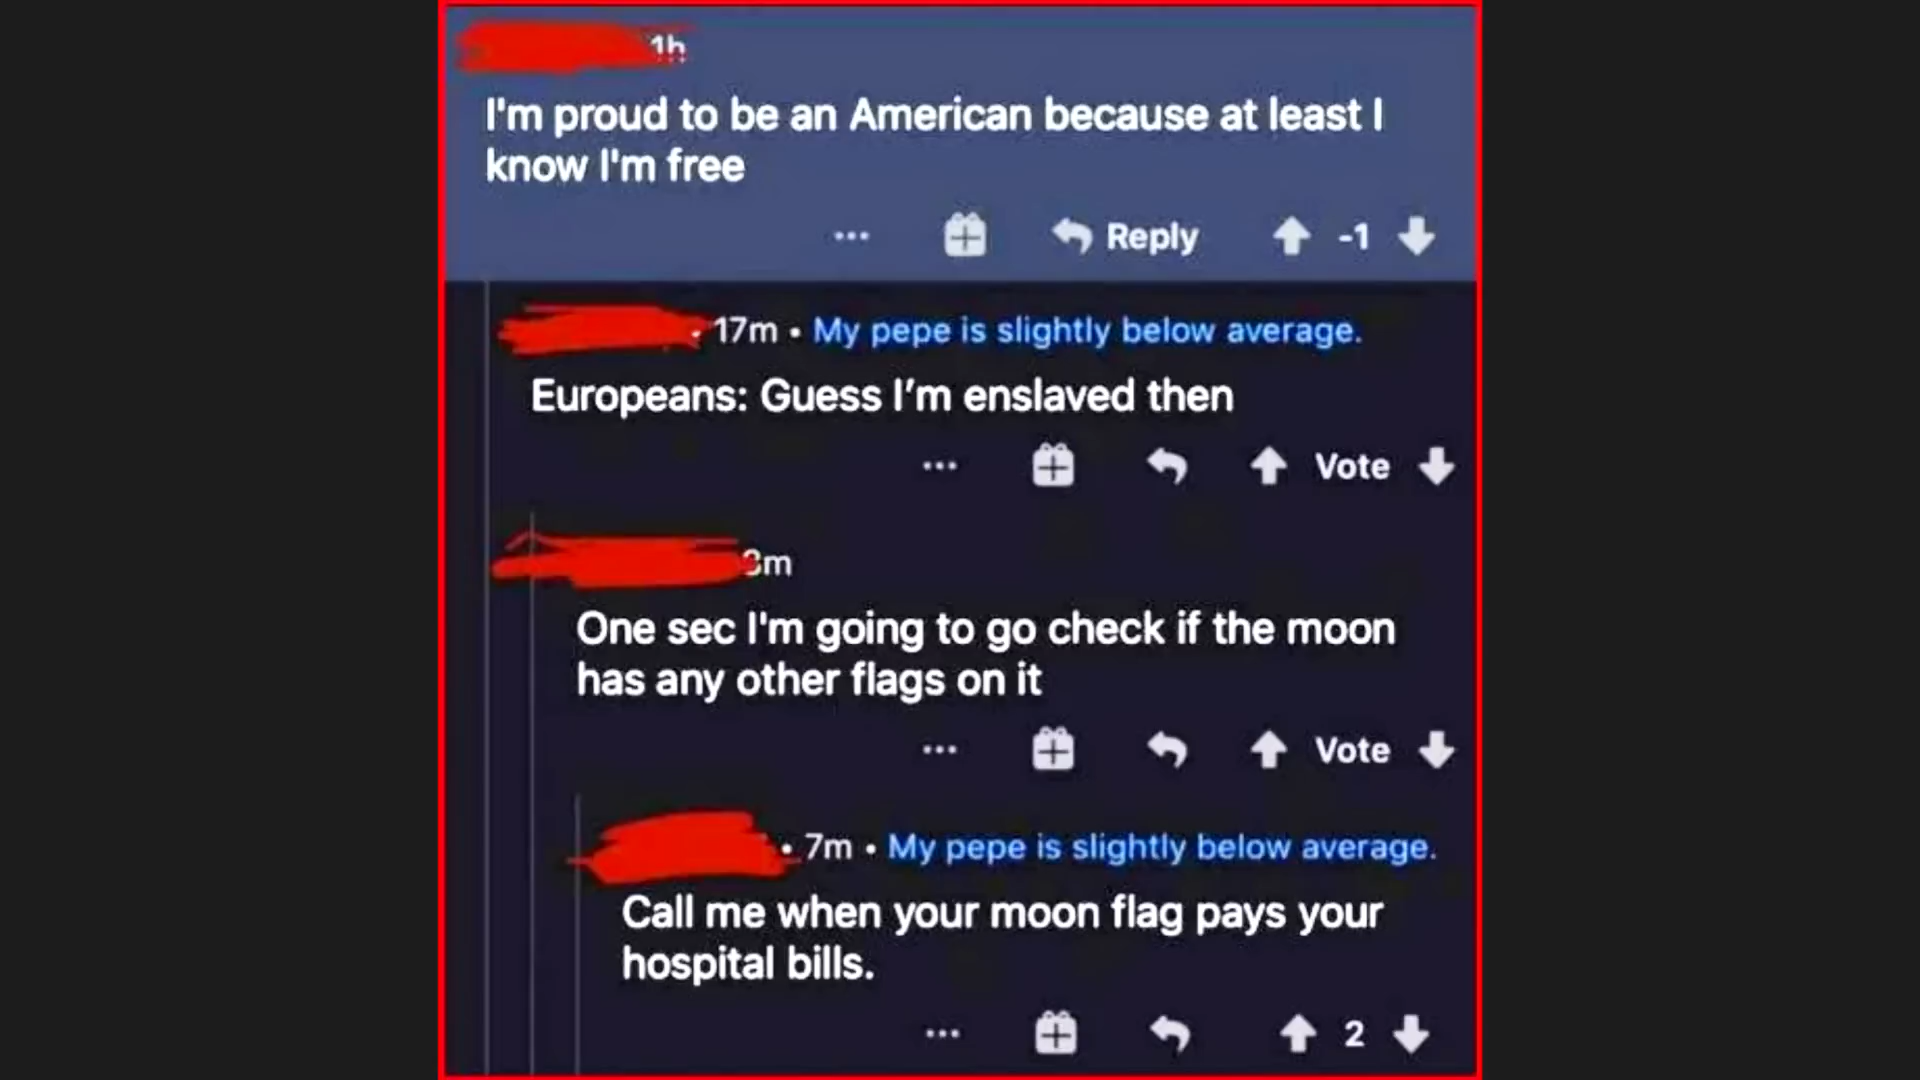 1h
I'm proud to be an American because at least I
know I'm free
... Reply -1
• 17m • My pepe is slightly below average.
Europeans: Guess I’m enslaved then
... Vote
3m
One sec I'm going to go check if the moon
has any other flags on it
... Vote
• 7m • My pepe is slightly below average.
Call me when your moon flag pays your
hospital bills.
... 2